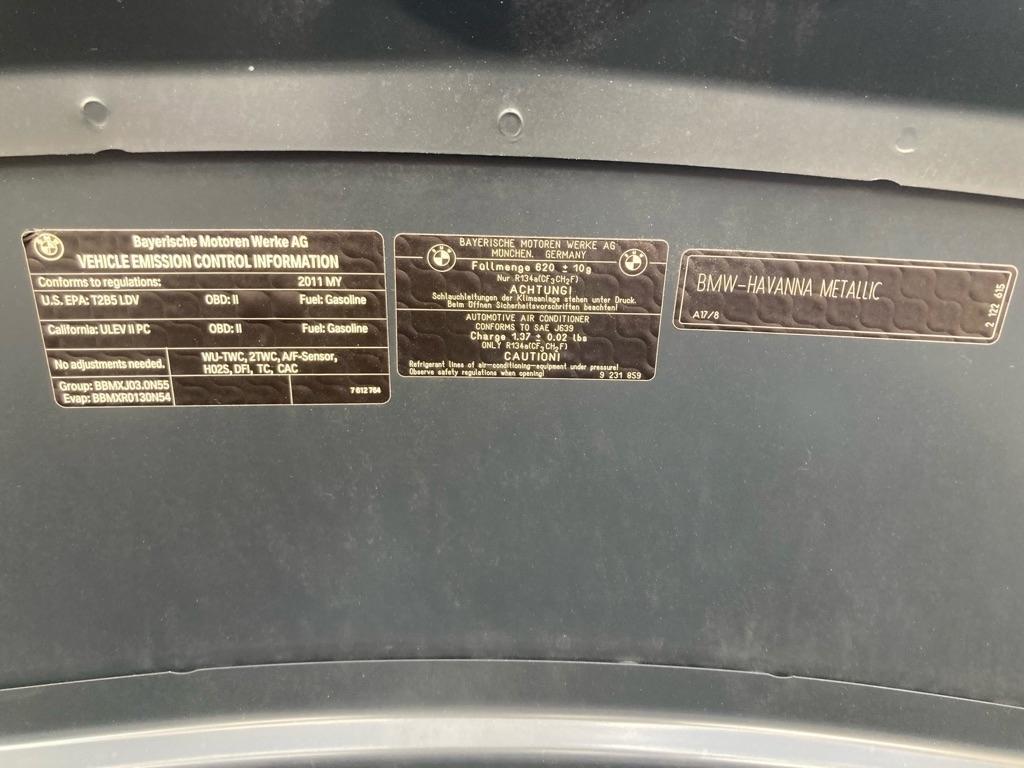 Bayerische Motoren Werke AG
VEHICLE EMISSION CONTROL INFORMATION
Conforms to regulations: 2011 MY
U.S. EPA: T2B5 LDV OBD: II Fuel: Gasoline
California: ULEV II PC OBD: II Fuel: Gasoline
No adjustments needed. WU-TWC, 2TWC, A/F-Sensor,
HO2S, DFI, TC, CAC
Group: BBMXJ03.0N55
Evap: BBMXR0130N54 7 612 764
BAYERISCHE MOTOREN WERKE AG
MÜNCHEN, GERMANY
Füllmenge 620 ± 10g
Nur R134a(CF3CH2F)
ACHTUNG!
Schlauchleitungen der Klimaanlage stehen unter Druck.
Beim Öffnen Sicherheitsvorschriften beachten!
AUTOMOTIVE AIR CONDITIONER
CONFORMS TO SAE J639
Charge 1.37 ± 0.02 lbs
ONLY R134a(CF3CH2F)
CAUTION!
Refrigerant lines of air-conditioning-equipment under pressure!
Observe safety regulations when opening!
9 231 859
BMW-HAVANNA METALLIC
A17/8
2 122 615